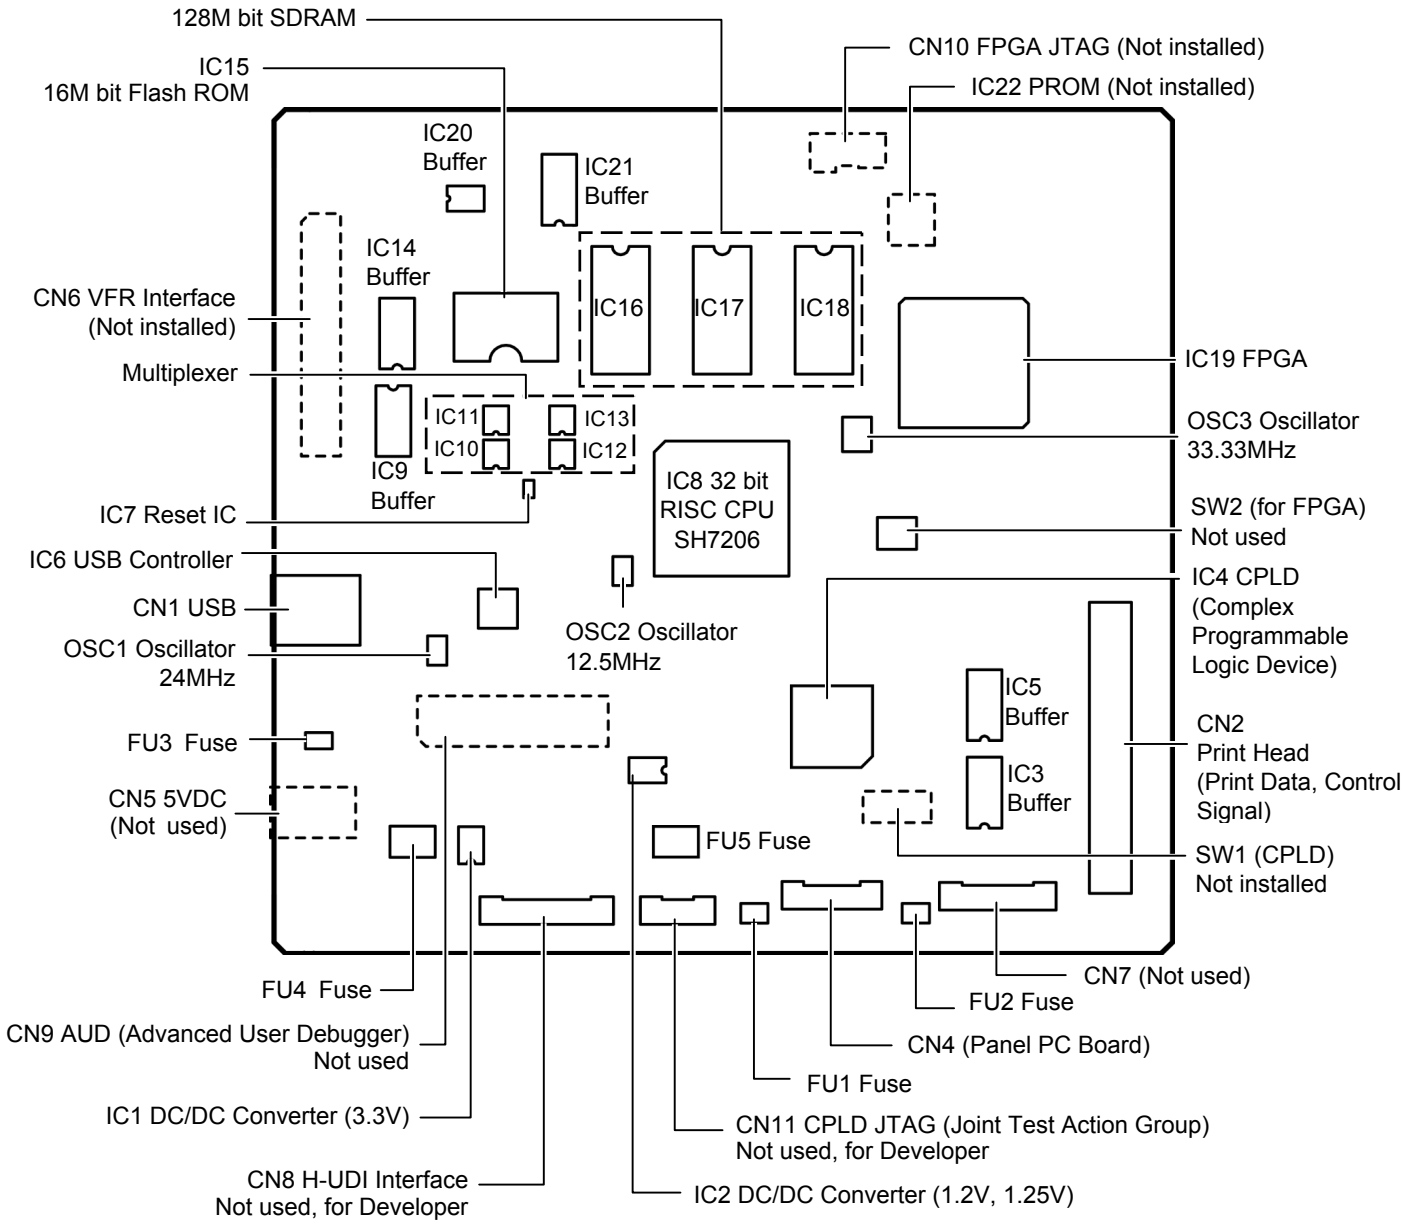 128M bit SDRAM
CN10 FPGA JTAG (Not installed)
IC15
16M bit Flash ROM
IC22 PROM (Not installed)
IC20
Buffer
IC21
Buffer
IC14
Buffer
CN6 VFR Interface
(Not installed)
IC16
IC17
IC18
IC19 FPGA
Multiplexer
IC11
IC13
IC10
IC12
OSC3 Oscillator
33.33MHz
IC9
Buffer
IC8 32 bit
RISC CPU
SH7206
IC7 Reset IC
SW2 (for FPGA)
Not used
IC6 USB Controller
IC4 CPLD
(Complex
Programmable
Logic Device)
CN1 USB
OSC2 Oscillator
12.5MHz
OSC1 Oscillator
24MHz
IC5
Buffer
CN2
Print Head
(Print Data, Control
Signal)
FU3 Fuse
IC3
Buffer
CN5 5VDC
(Not used)
FU5 Fuse
SW1 (CPLD)
Not installed
CN7 (Not used)
FU4 Fuse
FU2 Fuse
CN9 AUD (Advanced User Debugger)
Not used
CN4 (Panel PC Board)
FU1 Fuse
IC1 DC/DC Converter (3.3V)
CN11 CPLD JTAG (Joint Test Action Group)
Not used, for Developer
CN8 H-UDI Interface
Not used, for Developer
IC2 DC/DC Converter (1.2V, 1.25V)